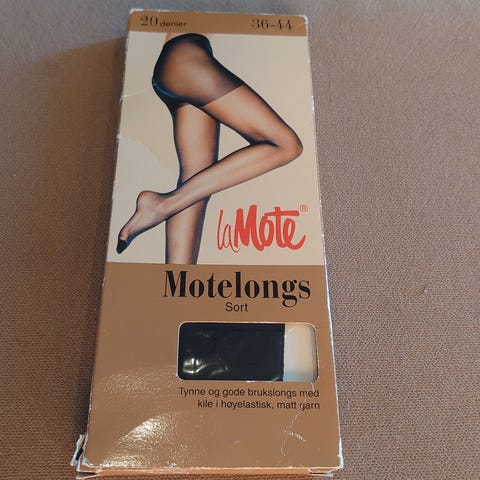 20 denier 36-44
laMote®
Motelongs
Sort
Tynne og gode brukslongs med
kile i høyelastisk, matt garn